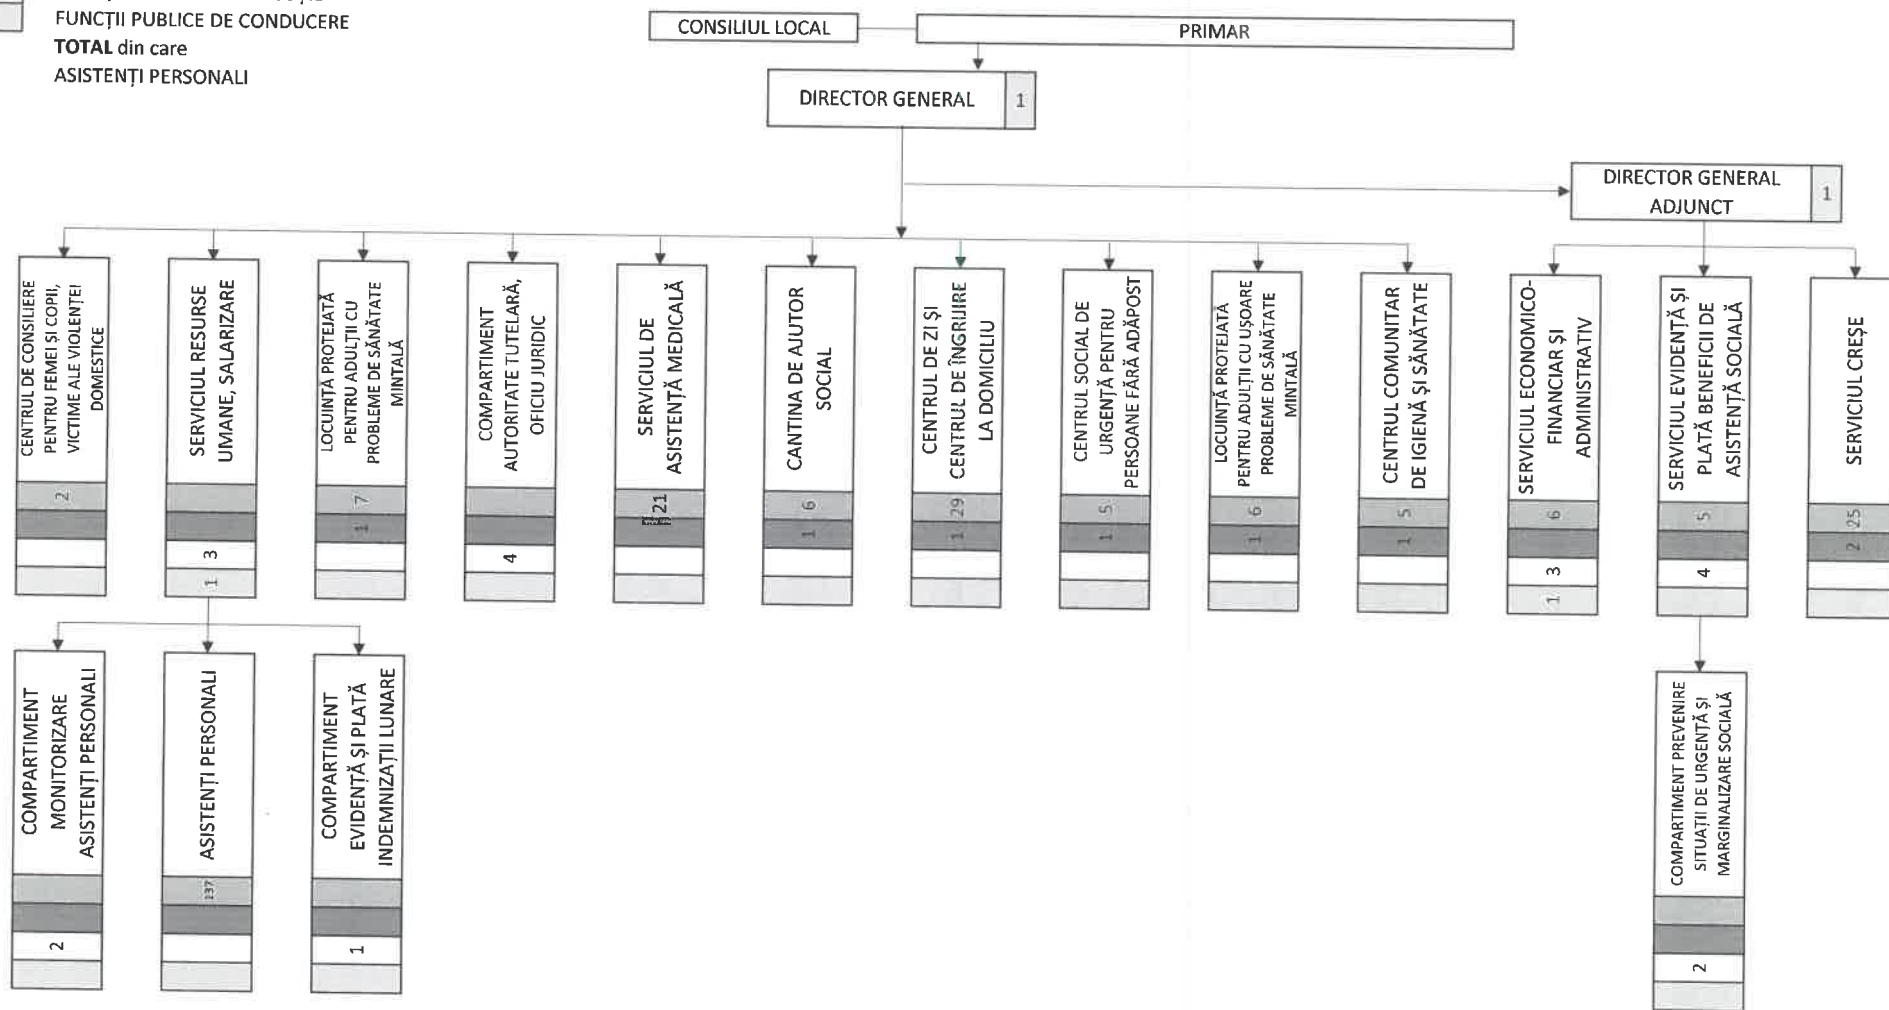 FUNCȚII PUBLICE DE CONDUCERE
TOTAL din care
ASISTENȚI PERSONALI
CONSILIUL LOCAL
PRIMAR
DIRECTOR GENERAL
1
DIRECTOR GENERAL
ADJUNCT
1
CENTRUL DE CONSILIERE
PENTRU FEMEI ȘI COPII,
VICTIME ALE VIOLENȚEI
DOMESTICE
2
SERVICIUL RESURSE
UMANE, SALARIZARE
3
1
LOCUINȚĂ PROTEJATĂ
PENTRU ADULȚII CU
PROBLEME DE SĂNĂTATE
MINTALĂ
7
1
COMPARTIMENT
AUTORITATE TUTELARĂ,
OFICIU JURIDIC
4
SERVICIUL DE
ASISTENȚĂ MEDICALĂ
21
CANTINA DE AJUTOR
SOCIAL
6
1
CENTRUL DE ZI ȘI
CENTRUL DE ÎNGRIJIRE
LA DOMICILIU
29
1
CENTRUL SOCIAL DE
URGENȚĂ PENTRU
PERSOANE FĂRĂ ADĂPOST
5
1
LOCUINȚĂ PROTEJATĂ
PENTRU ADULȚII CU UȘOARE
PROBLEME DE SĂNĂTATE
MINTALĂ
6
1
CENTRUL COMUNITAR
DE IGIENĂ ȘI SĂNĂTATE
5
1
SERVICIUL ECONOMICO-
FINANCIAR ȘI
ADMINISTRATIV
6
3
1
SERVICIUL EVIDENȚĂ ȘI
PLATĂ BENEFICII DE
ASISTENȚĂ SOCIALĂ
5
4
SERVICIUL CREȘE
25
2
COMPARTIMENT
MONITORIZARE
ASISTENȚI PERSONALI
2
ASISTENȚI PERSONALI
137
COMPARTIMENT
EVIDENȚĂ ȘI PLATĂ
INDEMNIZAȚII LUNARE
1
COMPARTIMENT PREVENIRE
SITUAȚII DE URGENȚĂ ȘI
MARGINALIZARE SOCIALĂ
2